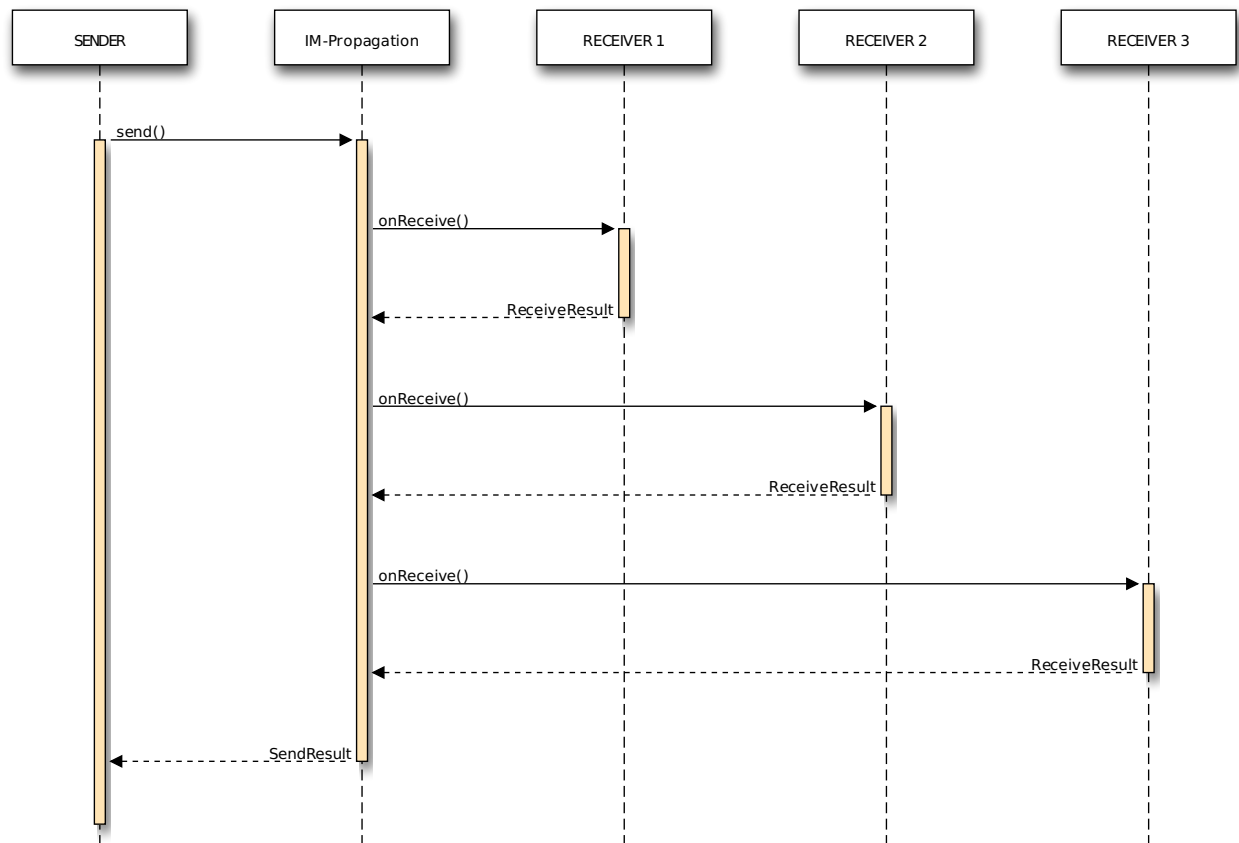 SENDER
IM-Propagation
RECEIVER 1
RECEIVER 2
RECEIVER 3
send()
onReceive()
ReceiveResult
onReceive()
ReceiveResult
onReceive()
ReceiveResult
SendResult